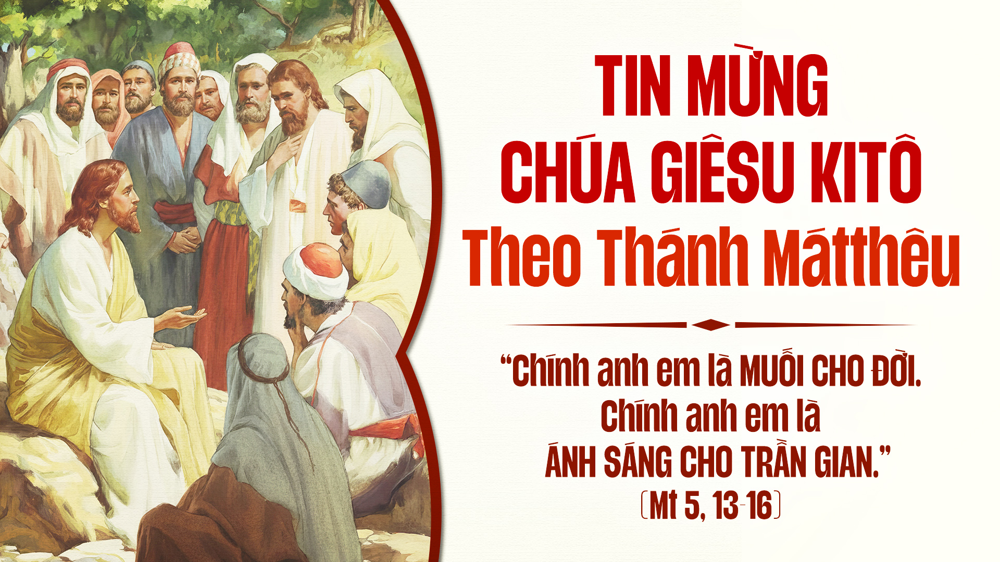 TIN MỪNG
CHÚA GIÊSU KITÔ
Theo Thánh Mátthêu
“Chính anh em là MUỐI CHO ĐỜI.
Chính anh em là
ÁNH SÁNG CHO TRẦN GIAN.”
(Mt 5, 13-16)